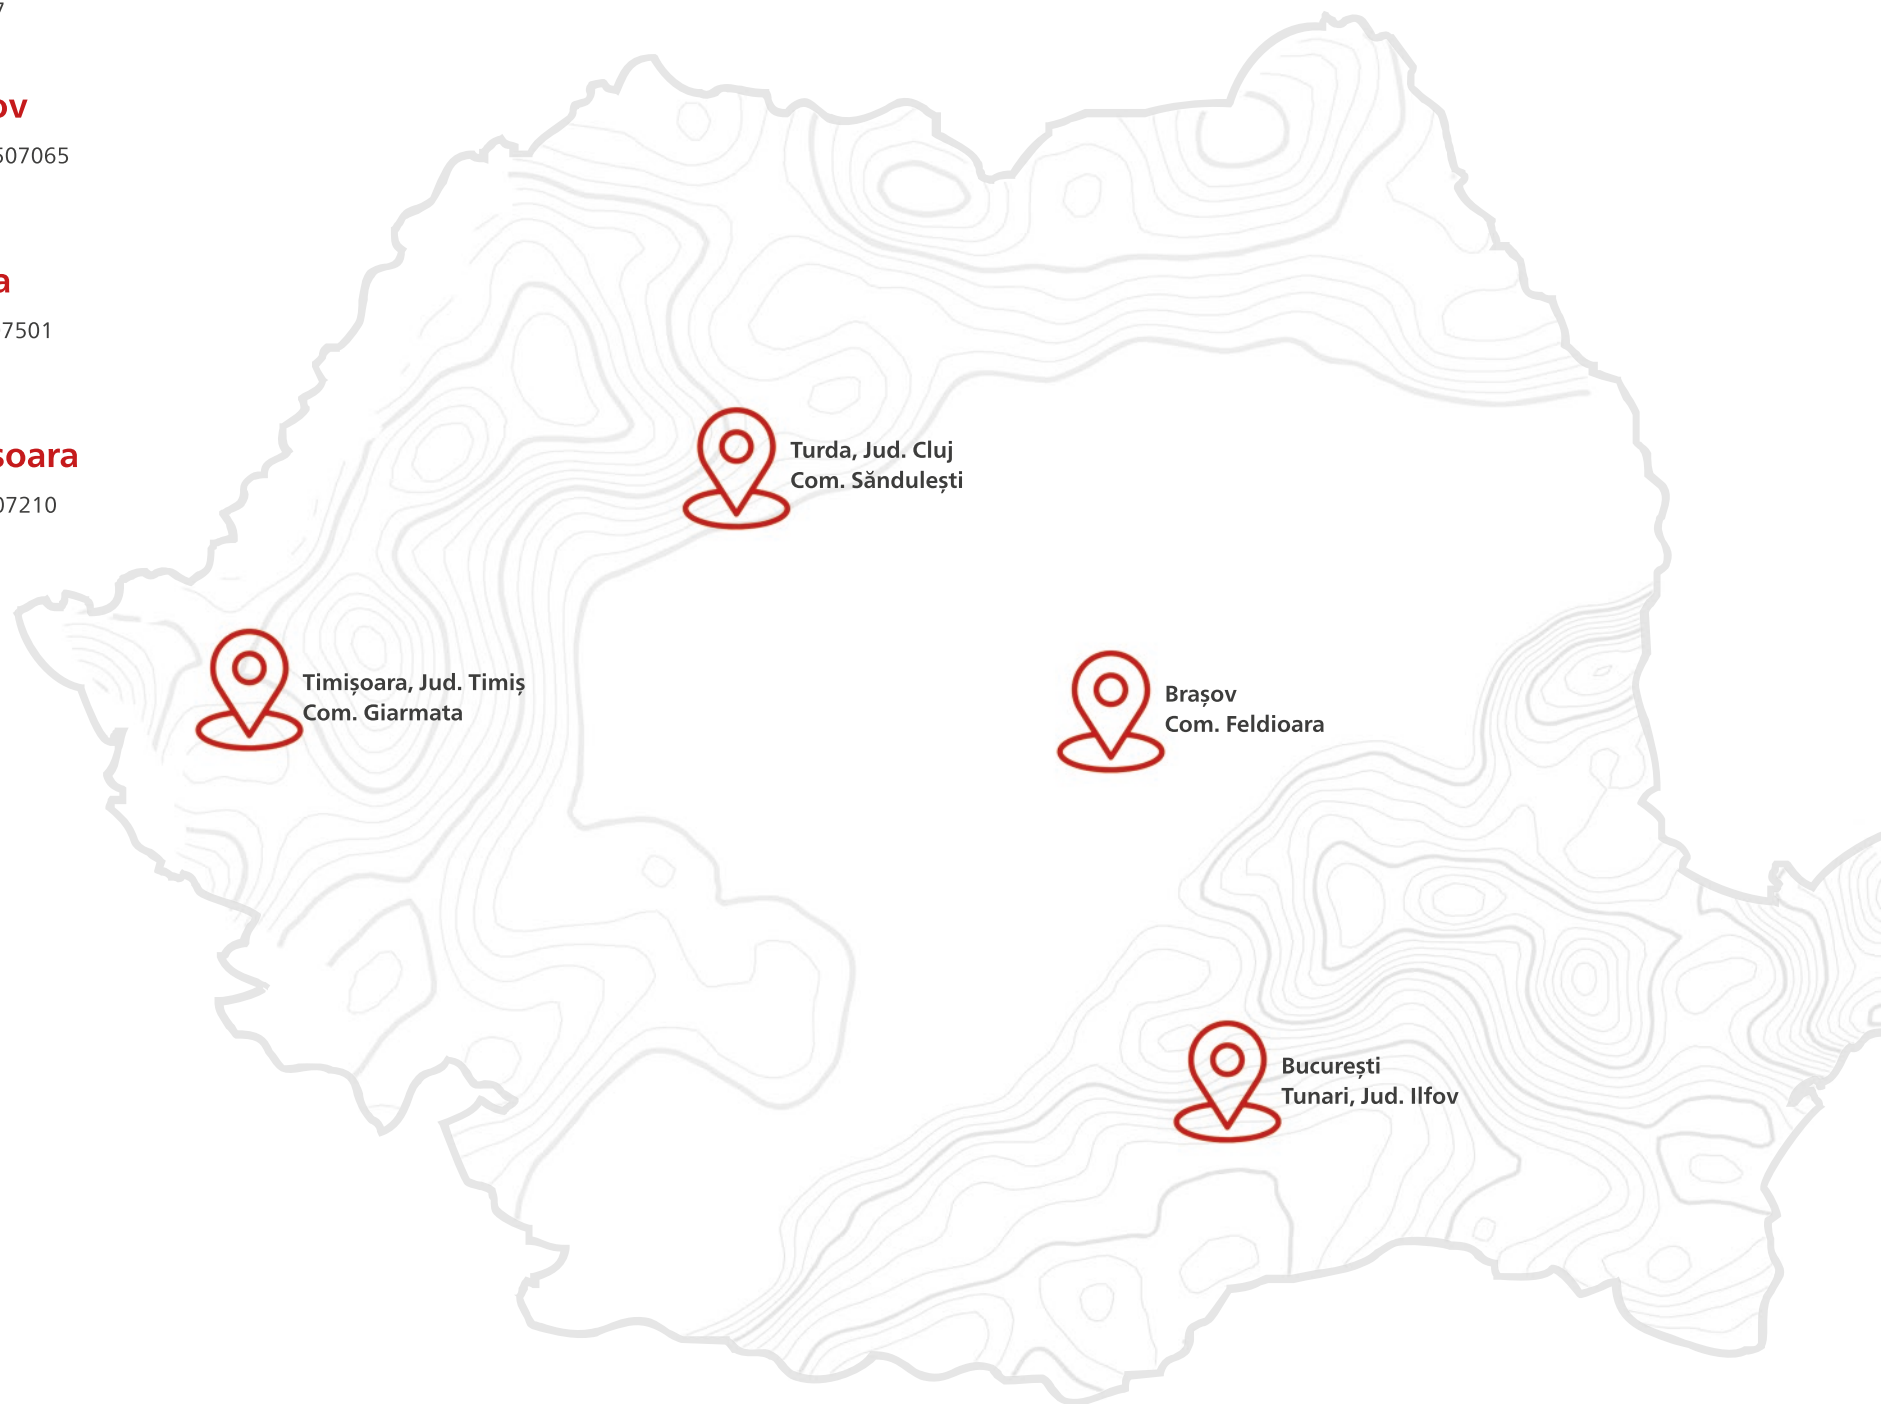 7
ov
507065
a
7501
soara
07210
Turda, Jud. Cluj
Com. Săndulești
Timișoara, Jud. Timiș
Com. Giarmata
Brașov
Com. Feldioara
București
Tunari, Jud. Ilfov